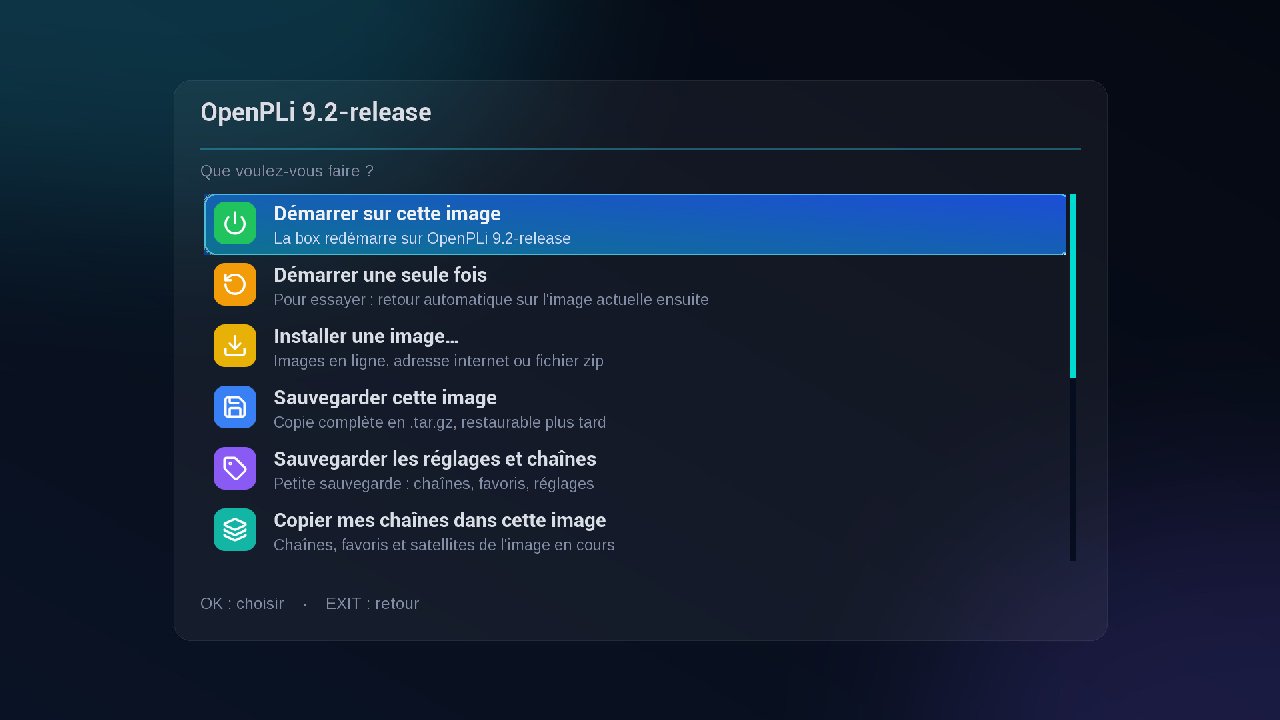 OpenPLi 9.2-release
Que voulez-vous faire ?
Démarrer sur cette image
La box redémarre sur OpenPLi 9.2-release
Démarrer une seule fois
Pour essayer : retour automatique sur l'image actuelle ensuite
Installer une image…
Images en ligne, adresse internet ou fichier zip
Sauvegarder cette image
Copie complète en .tar.gz, restaurable plus tard
Sauvegarder les réglages et chaînes
Petite sauvegarde : chaînes, favoris, réglages
Copier mes chaînes dans cette image
Chaînes, favoris et satellites de l'image en cours
OK : choisir · EXIT : retour